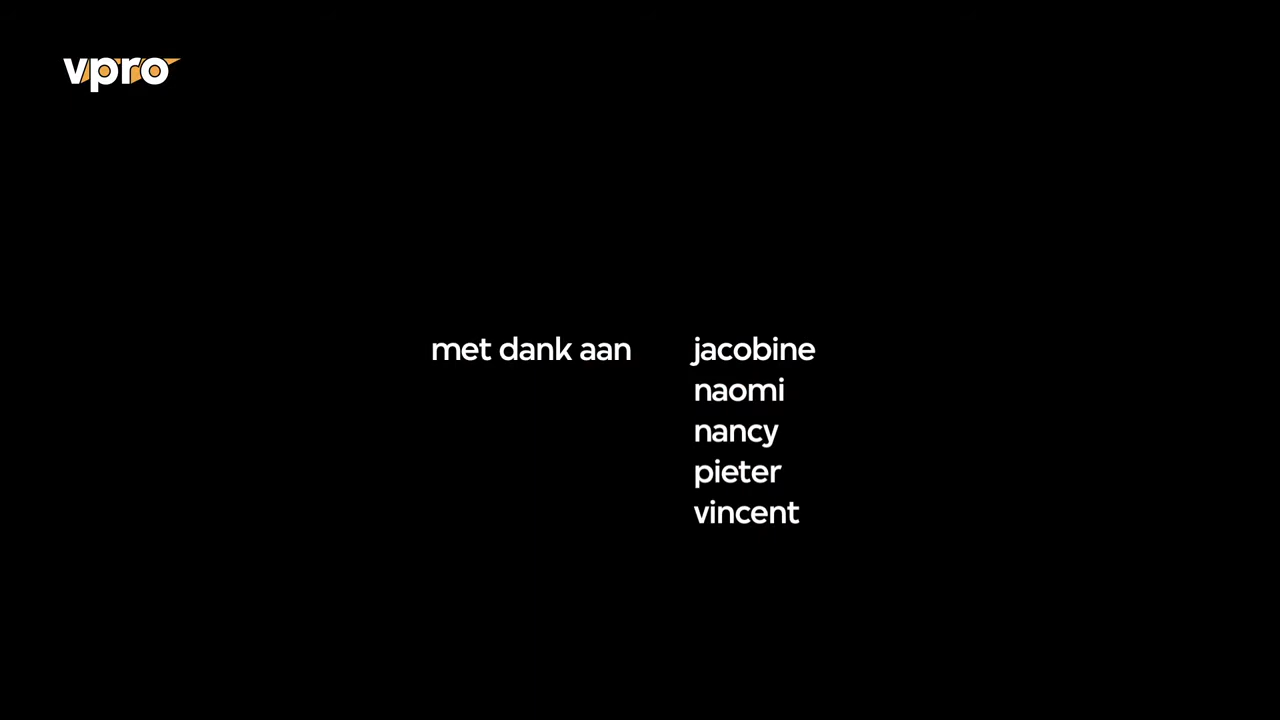 vpro
met dank aan jacobine
naomi
nancy
pieter
vincent